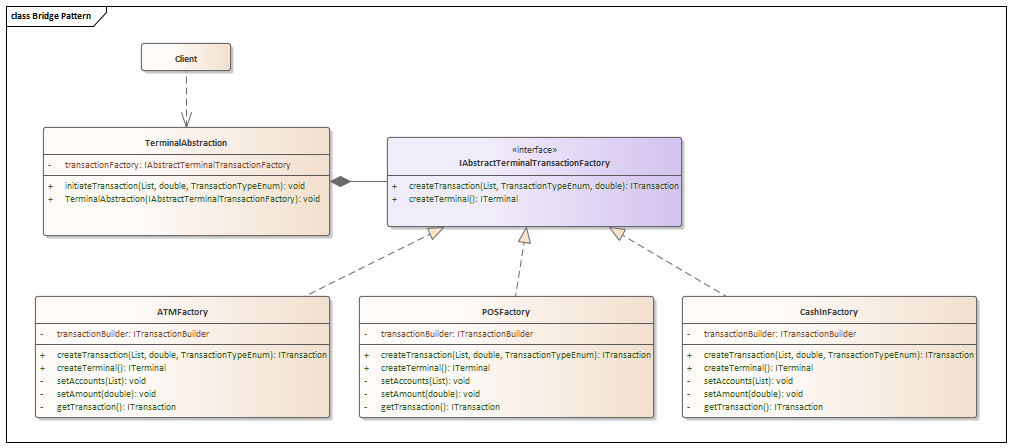 class Bridge Pattern
Client
TerminalAbstraction
- transactionFactory: IAbstractTerminalTransactionFactory
+ initiateTransaction(List, double, TransactionTypeEnum): void
+ TerminalAbstraction(IAbstractTerminalTransactionFactory): void
«interface»
IAbstractTerminalTransactionFactory
+ createTransaction(List, TransactionTypeEnum, double): ITransaction
+ createTerminal(): ITerminal
ATMFactory
- transactionBuilder: ITransactionBuilder
+ createTransaction(List, double, TransactionTypeEnum): ITransaction
+ createTerminal(): ITerminal
- setAccounts(List): void
- setAmount(double): void
- getTransaction(): ITransaction
POSFactory
- transactionBuilder: ITransactionBuilder
+ createTransaction(List, double, TransactionTypeEnum): ITransaction
+ createTerminal(): ITerminal
- setAccounts(List): void
- setAmount(double): void
- getTransaction(): ITransaction
CashInFactory
- transactionBuilder: ITransactionBuilder
+ createTransaction(List, double, TransactionTypeEnum): ITransaction
+ createTerminal(): ITerminal
- setAccounts(List): void
- setAmount(double): void
- getTransaction(): ITransaction